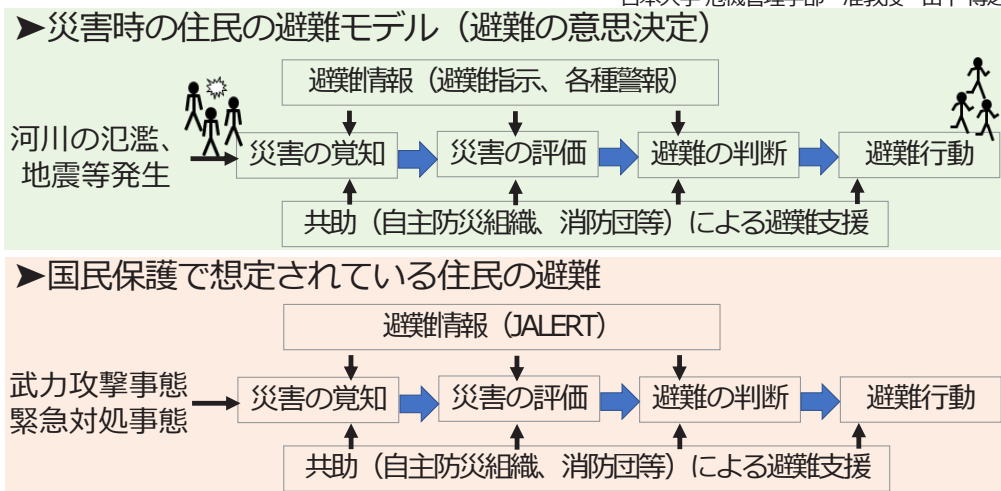 ➤災害時の住民の避難モデル（避難の意思決定）
避難情報（避難指示、各種警報）
河川の氾濫、
地震等発生
災害の覚知
災害の評価
避難の判断
避難行動
共助（自主防災組織、消防団等）による避難支援
➤国民保護で想定されている住民の避難
避難情報（JALERT）
武力攻撃事態
緊急対処事態
災害の覚知
災害の評価
避難の判断
避難行動
共助（自主防災組織、消防団等）による避難支援